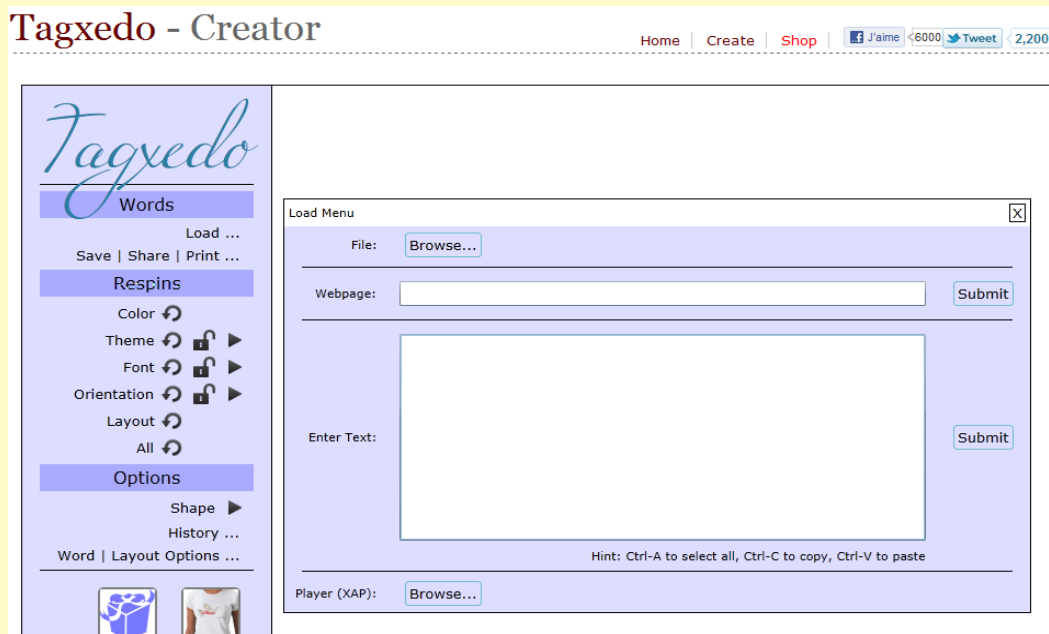 Tagxedo - Creator
Home | Create | Shop |
J'aime 6000 Tweet 2,200
Tagxedo
Words
Load ...
Save | Share | Print ...
Respins
Color
Theme
Font
Orientation
Layout
All
Options
Shape
History ...
Word | Layout Options ...
Load Menu X
File: Browse...
Webpage: Submit
Enter Text: Submit
Hint: Ctrl-A to select all, Ctrl-C to copy, Ctrl-V to paste
Player (XAP): Browse...